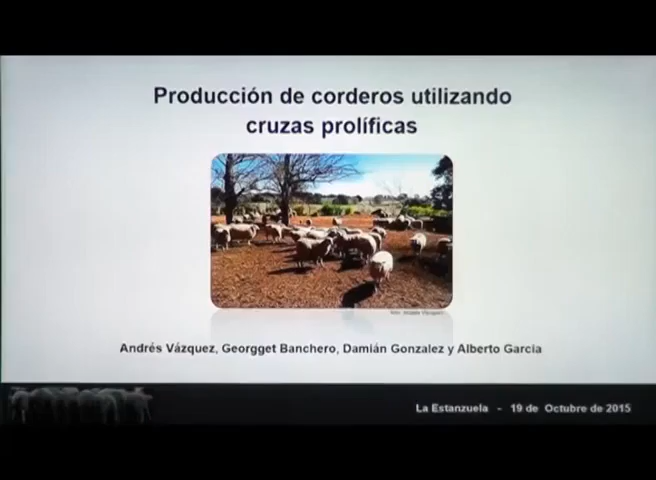 Producción de corderos utilizando
cruzas prolíficas
Andrés Vázquez, Georgget Banchero, Damián Gonzalez y Alberto Garcia
La Estanzuela - 19 de Octubre de 2015